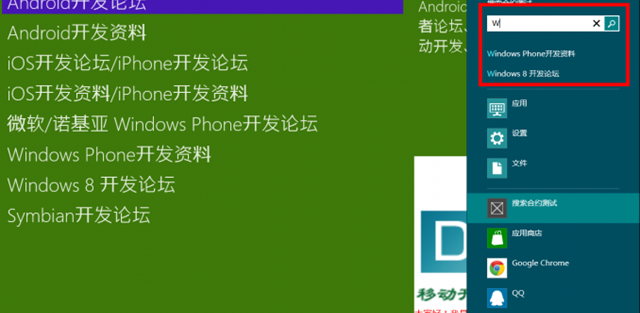 Android开发论坛
Android开发资料
iOS开发论坛/iPhone开发论坛
iOS开发资料/iPhone开发资料
微软/诺基亚 Windows Phone开发论坛
Windows Phone开发资料
Windows 8 开发论坛
Symbian开发论坛
Android
者论坛、
动开发、
D
移动开
搜索合约测试
W
Windows Phone开发资料
Windows 8 开发论坛
应用
设置
文件
搜索合约测试
应用商店
Google Chrome
QQ